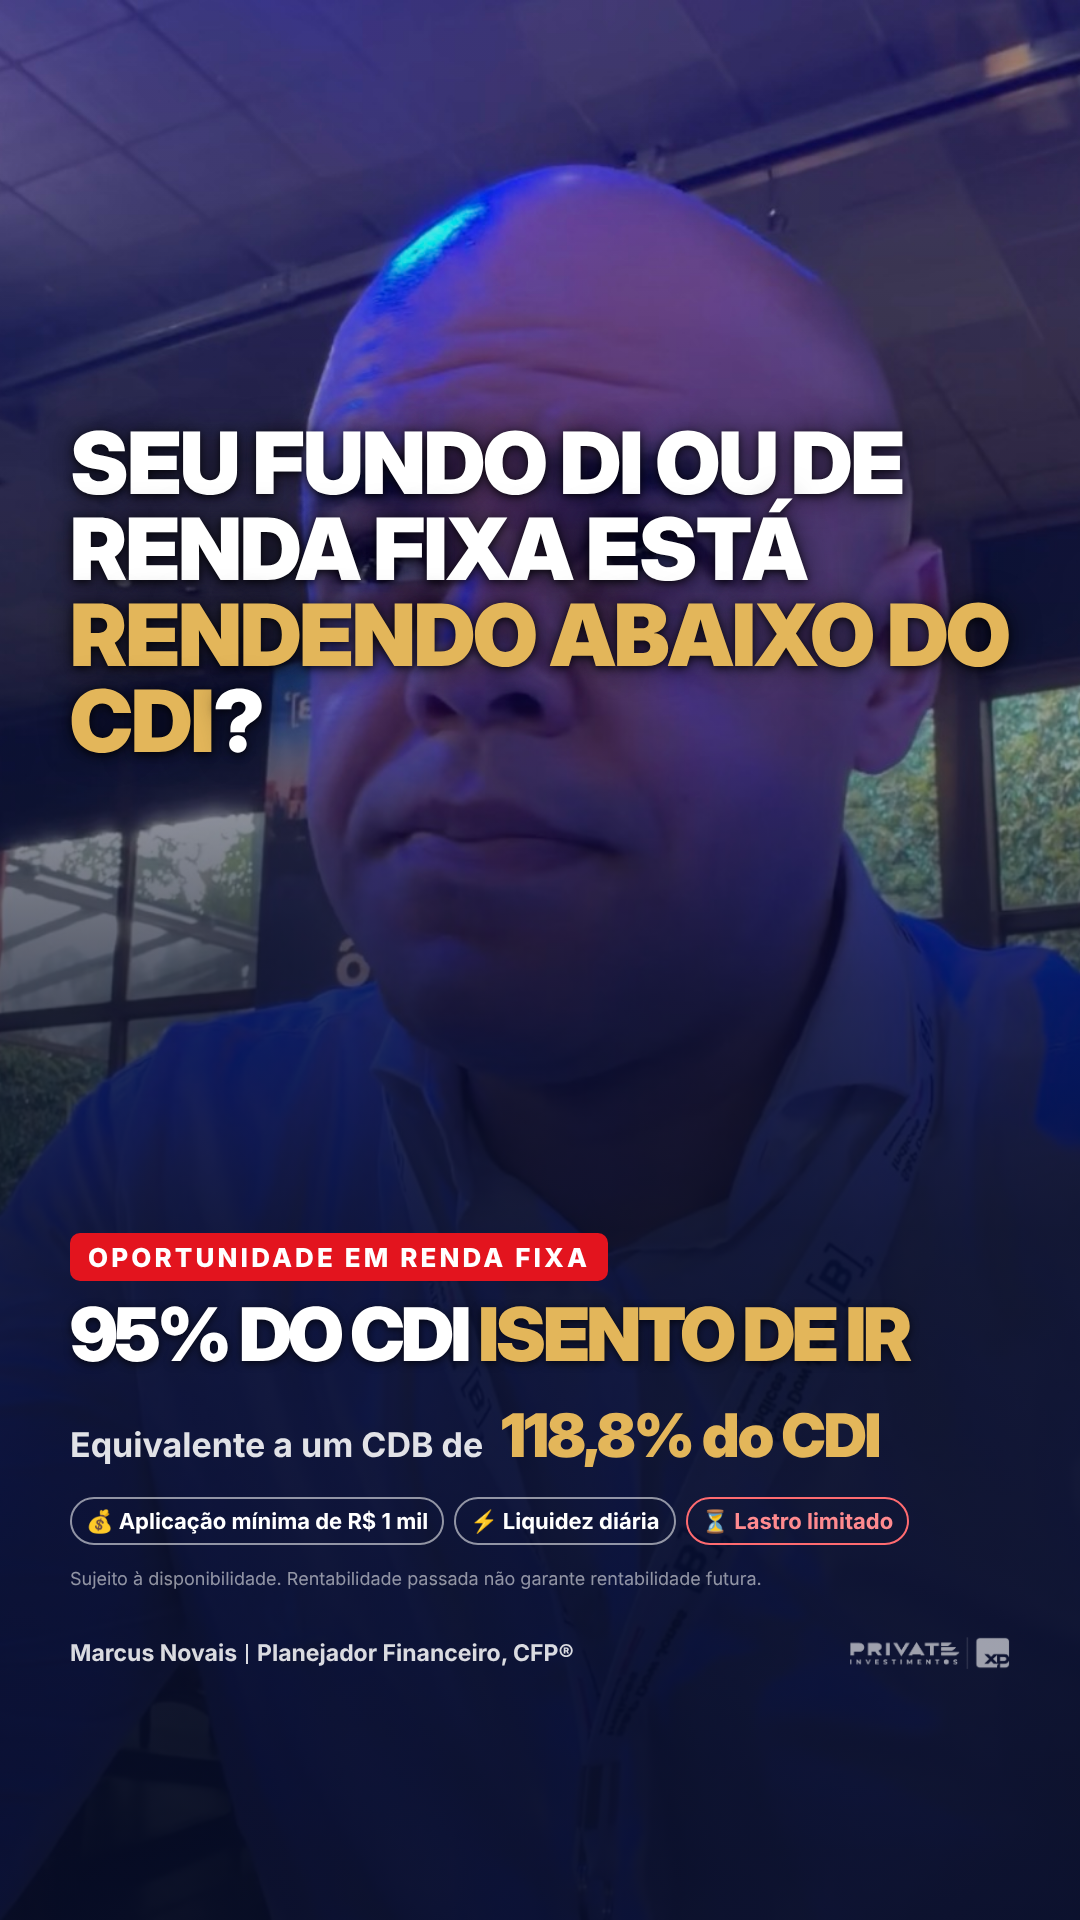 SEU FUNDO DI OU DE
RENDA FIXA ESTÁ
RENDENDO ABAIXO DO
CDI?
OPORTUNIDADE EM RENDA FIXA
95% DO CDI ISENTO DE IR
Equivalente a um CDB de 118,8% do CDI
💰 Aplicação mínima de R$ 1 mil
⚡ Liquidez diária
⏳ Lastro limitado
Sujeito à disponibilidade. Rentabilidade passada não garante rentabilidade futura.
Marcus Novais | Planejador Financeiro, CFP®
PRIVATE
INVESTIMENTOS
XP